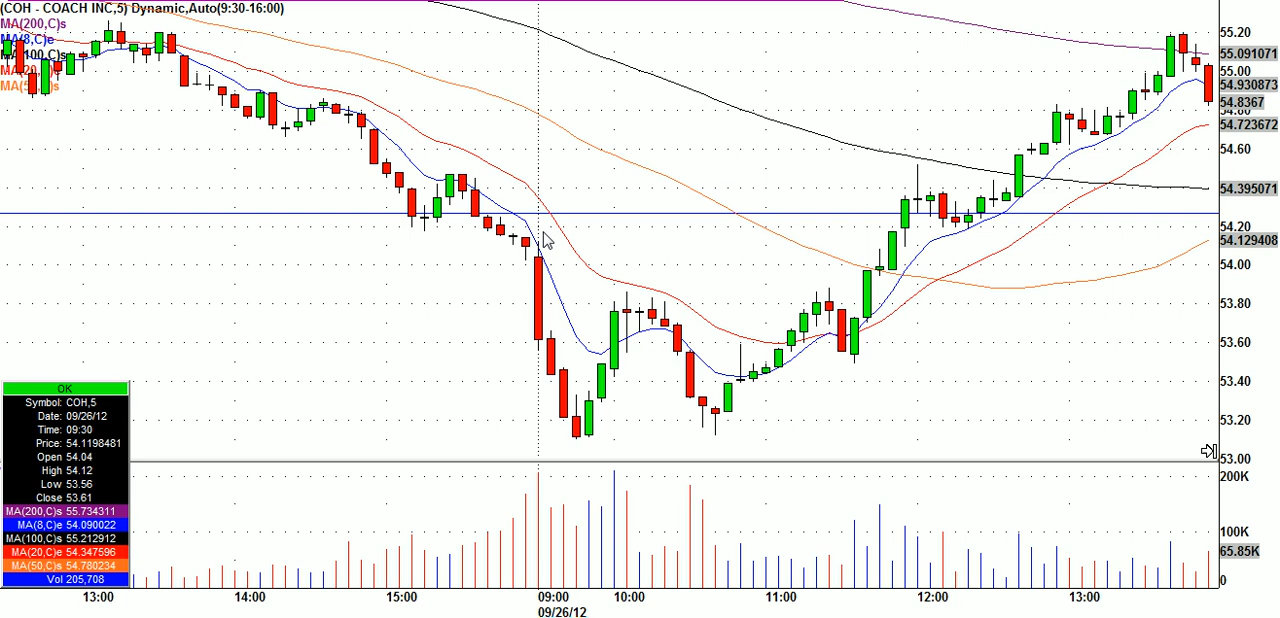 (COH - COACH INC,5) Dynamic,Auto(9:30-16:00)
MA(200,C)s
MA(8,C)e
MA(100,C)s
MA(20,C)e
MA(50,C)s
55.20
55.091071
55.00
54.930873
54.8367
54.80
54.723672
54.60
54.395071
54.20
54.129408
54.00
53.80
53.60
53.40
53.20
53.00
200K
100K
65.85K
0
OK
Symbol: COH,5
Date: 09/26/12
Time: 09:30
Price: 54.1198481
Open 54.04
High 54.12
Low 53.56
Close 53.61
MA(200,C)s 55.734311
MA(8,C)e 54.090022
MA(100,C)s 55.212912
MA(20,C)e 54.347596
MA(50,C)s 54.780234
Vol 205,708
13:00 14:00 15:00 09:00 10:00 11:00 12:00 13:00
09/26/12